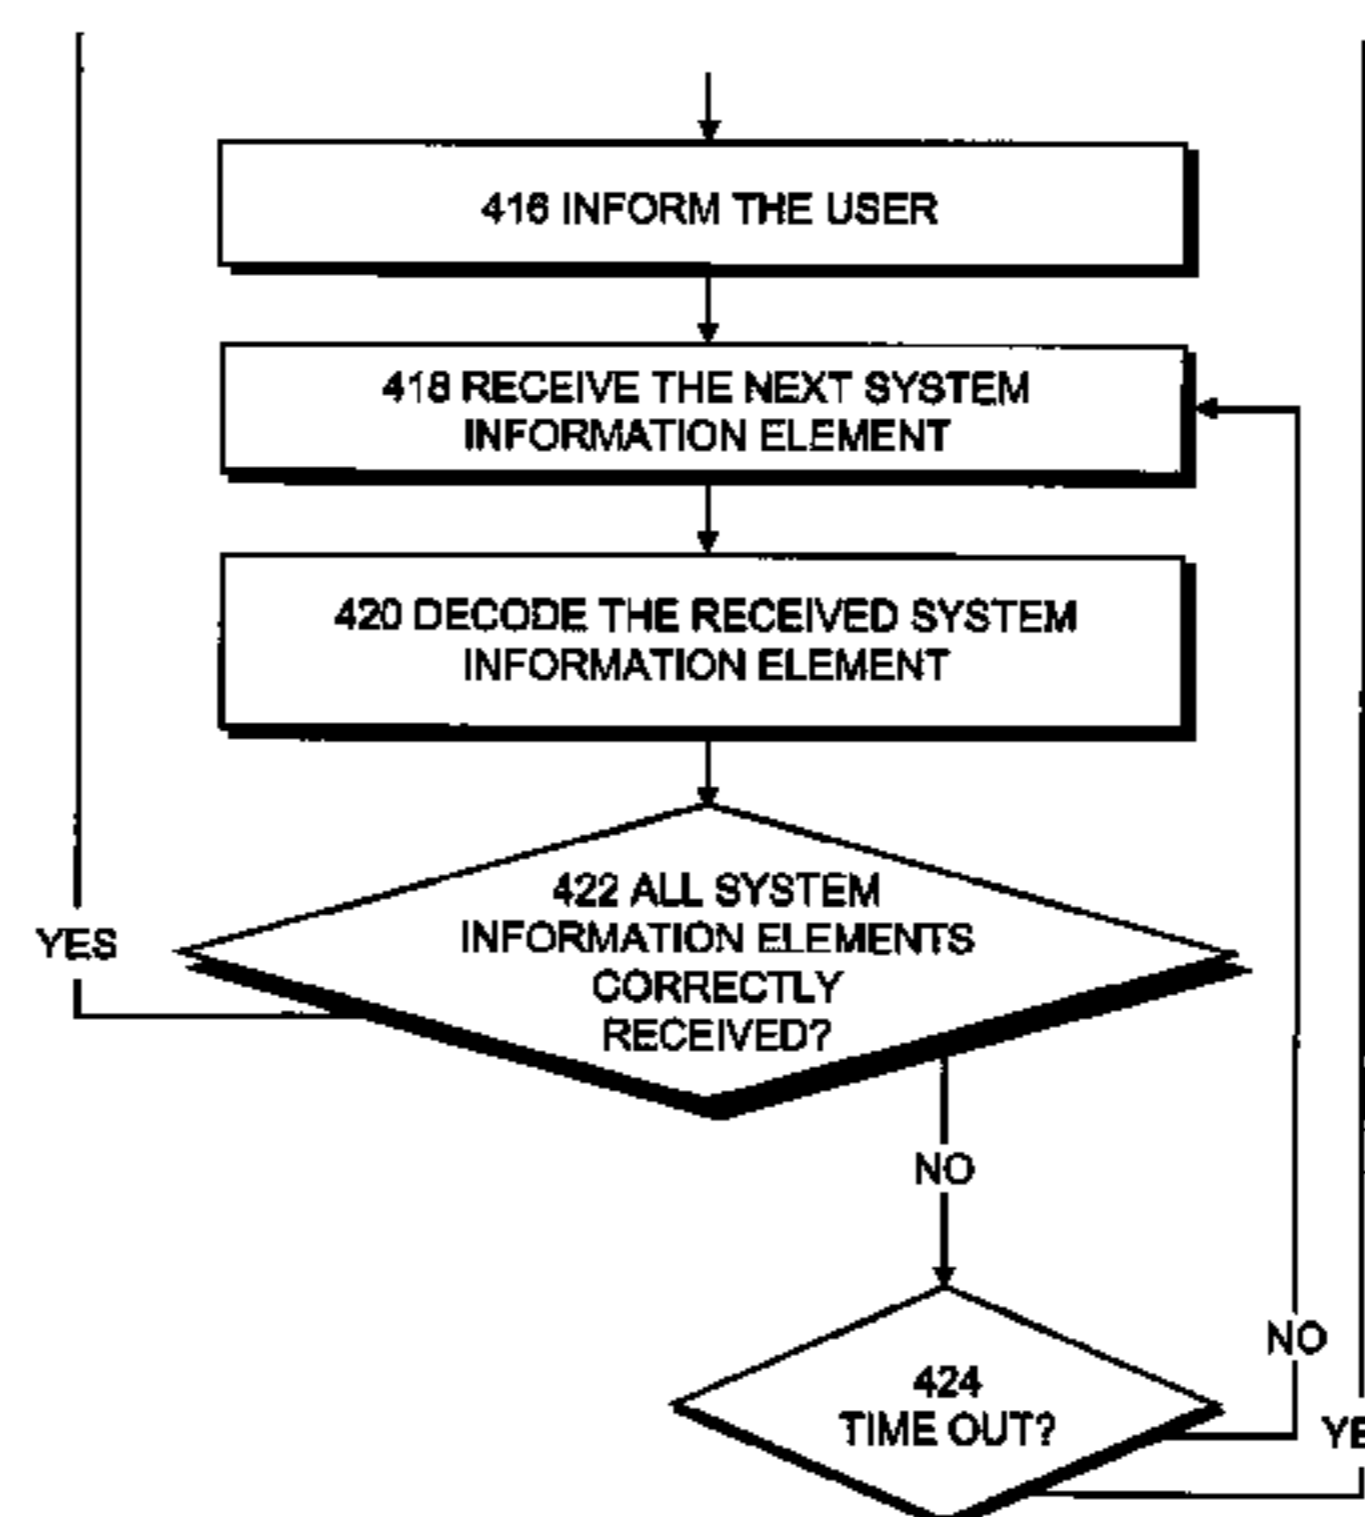 416 INFORM THE USER
418 RECEIVE THE NEXT SYSTEM
INFORMATION ELEMENT
420 DECODE THE RECEIVED SYSTEM
INFORMATION ELEMENT
422 ALL SYSTEM
INFORMATION ELEMENTS
CORRECTLY
RECEIVED?
YES
NO
NO
424
TIME OUT?
YE